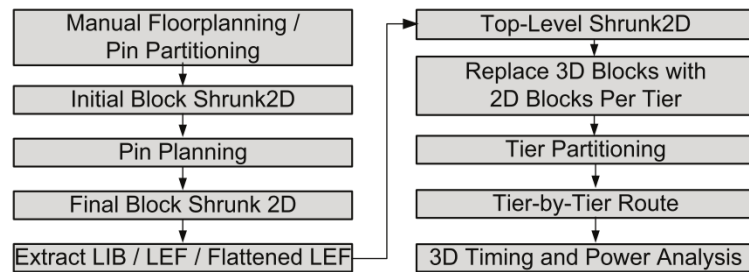 Manual Floorplanning /
Pin Partitioning
Initial Block Shrunk2D
Pin Planning
Final Block Shrunk 2D
Extract LIB / LEF / Flattened LEF
Top-Level Shrunk2D
Replace 3D Blocks with
2D Blocks Per Tier
Tier Partitioning
Tier-by-Tier Route
3D Timing and Power Analysis